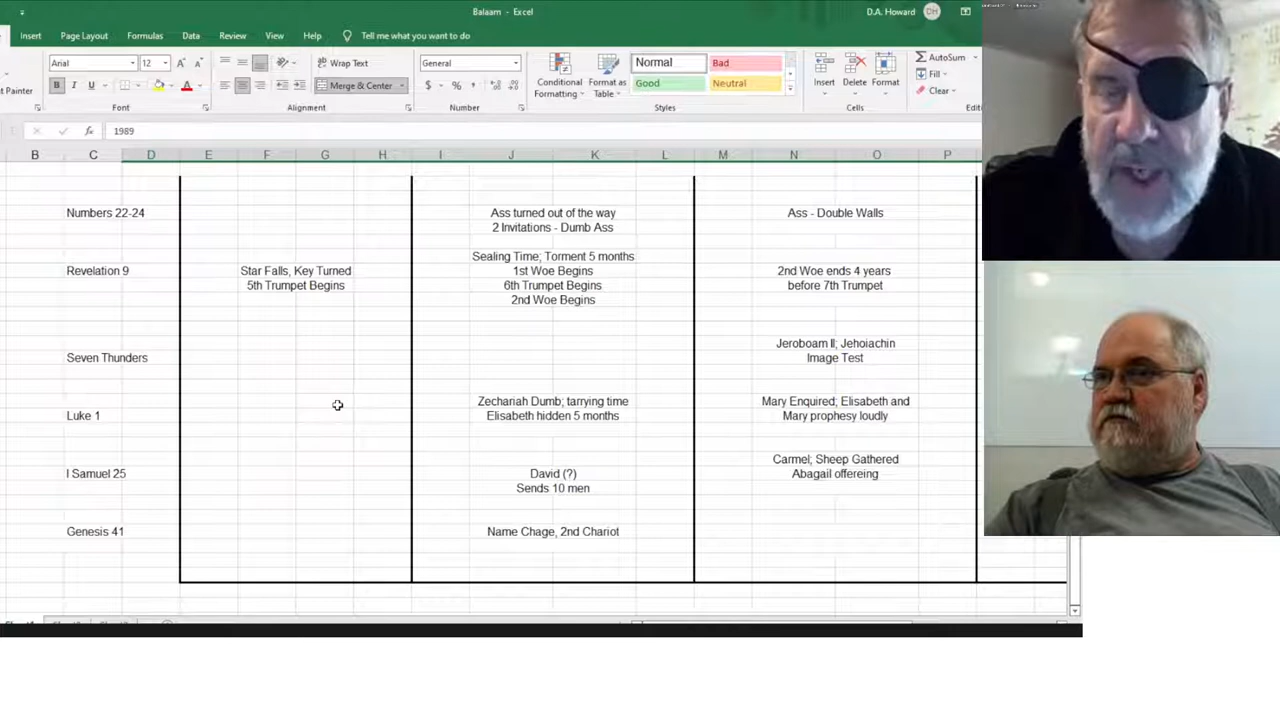 Balaam - Excel
D.A. Howard
CH
Insert
Page Layout
Formulas
Data
Review
View
Help
Tell me what you want to do
Arial
12
Wrap Text
General
Normal
Bad
AutoSum
t Painter
B I U
Merge & Center
$ % ,
Conditional Formatting
Format as Table
Good
Neutral
Insert
Delete
Format
Fill
Clear
Font
Alignment
Number
Styles
Cells
Editi
fx
1989
B C D E F G H I J K L M N O P
Numbers 22-24
Ass turned out of the way
2 Invitations - Dumb Ass
Ass - Double Walls
Revelation 9
Star Falls, Key Turned
5th Trumpet Begins
Sealing Time; Torment 5 months
1st Woe Begins
6th Trumpet Begins
2nd Woe Begins
2nd Woe ends 4 years
before 7th Trumpet
Seven Thunders
Jeroboam II; Jehoiachin
Image Test
Luke 1
Zechariah Dumb; tarrying time
Elisabeth hidden 5 months
Mary Enquired; Elisabeth and
Mary prophesy loudly
I Samuel 25
David (?)
Sends 10 men
Carmel; Sheep Gathered
Abagail offereing
Genesis 41
Name Chage, 2nd Chariot